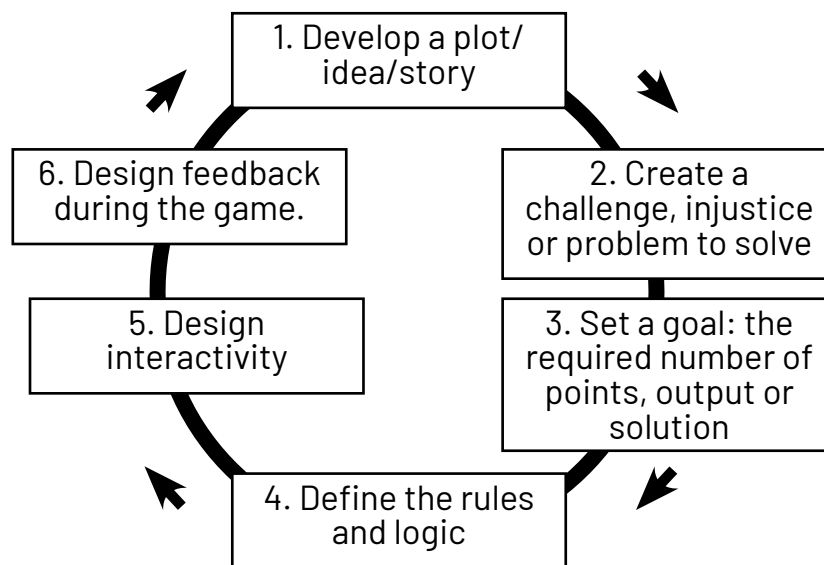 1. Develop a plot/
idea/story
2. Create a
challenge, injustice
or problem to solve
3. Set a goal: the
required number of
points, output or
solution
4. Define the rules
and logic
5. Design
interactivity
6. Design feedback
during the game.